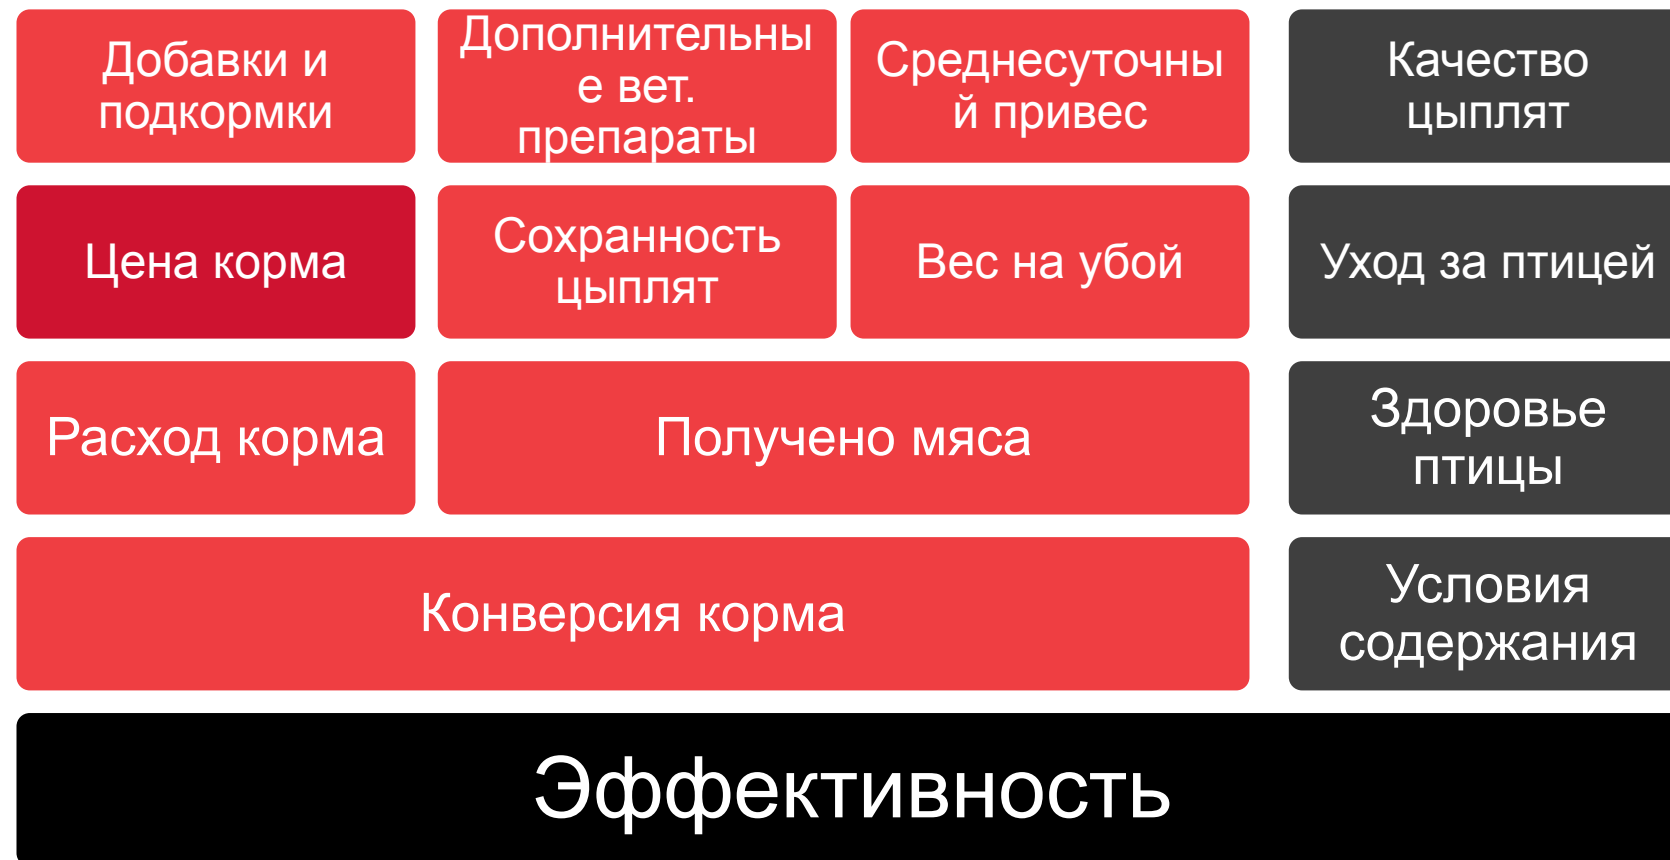 Добавки и
подкормки
Дополнительны
е вет.
препараты
Среднесуточны
й привес
Качество
цыплят
Цена корма
Сохранность
цыплят
Вес на убой
Уход за птицей
Расход корма
Получено мяса
Здоровье
птицы
Конверсия корма
Условия
содержания
Эффективность